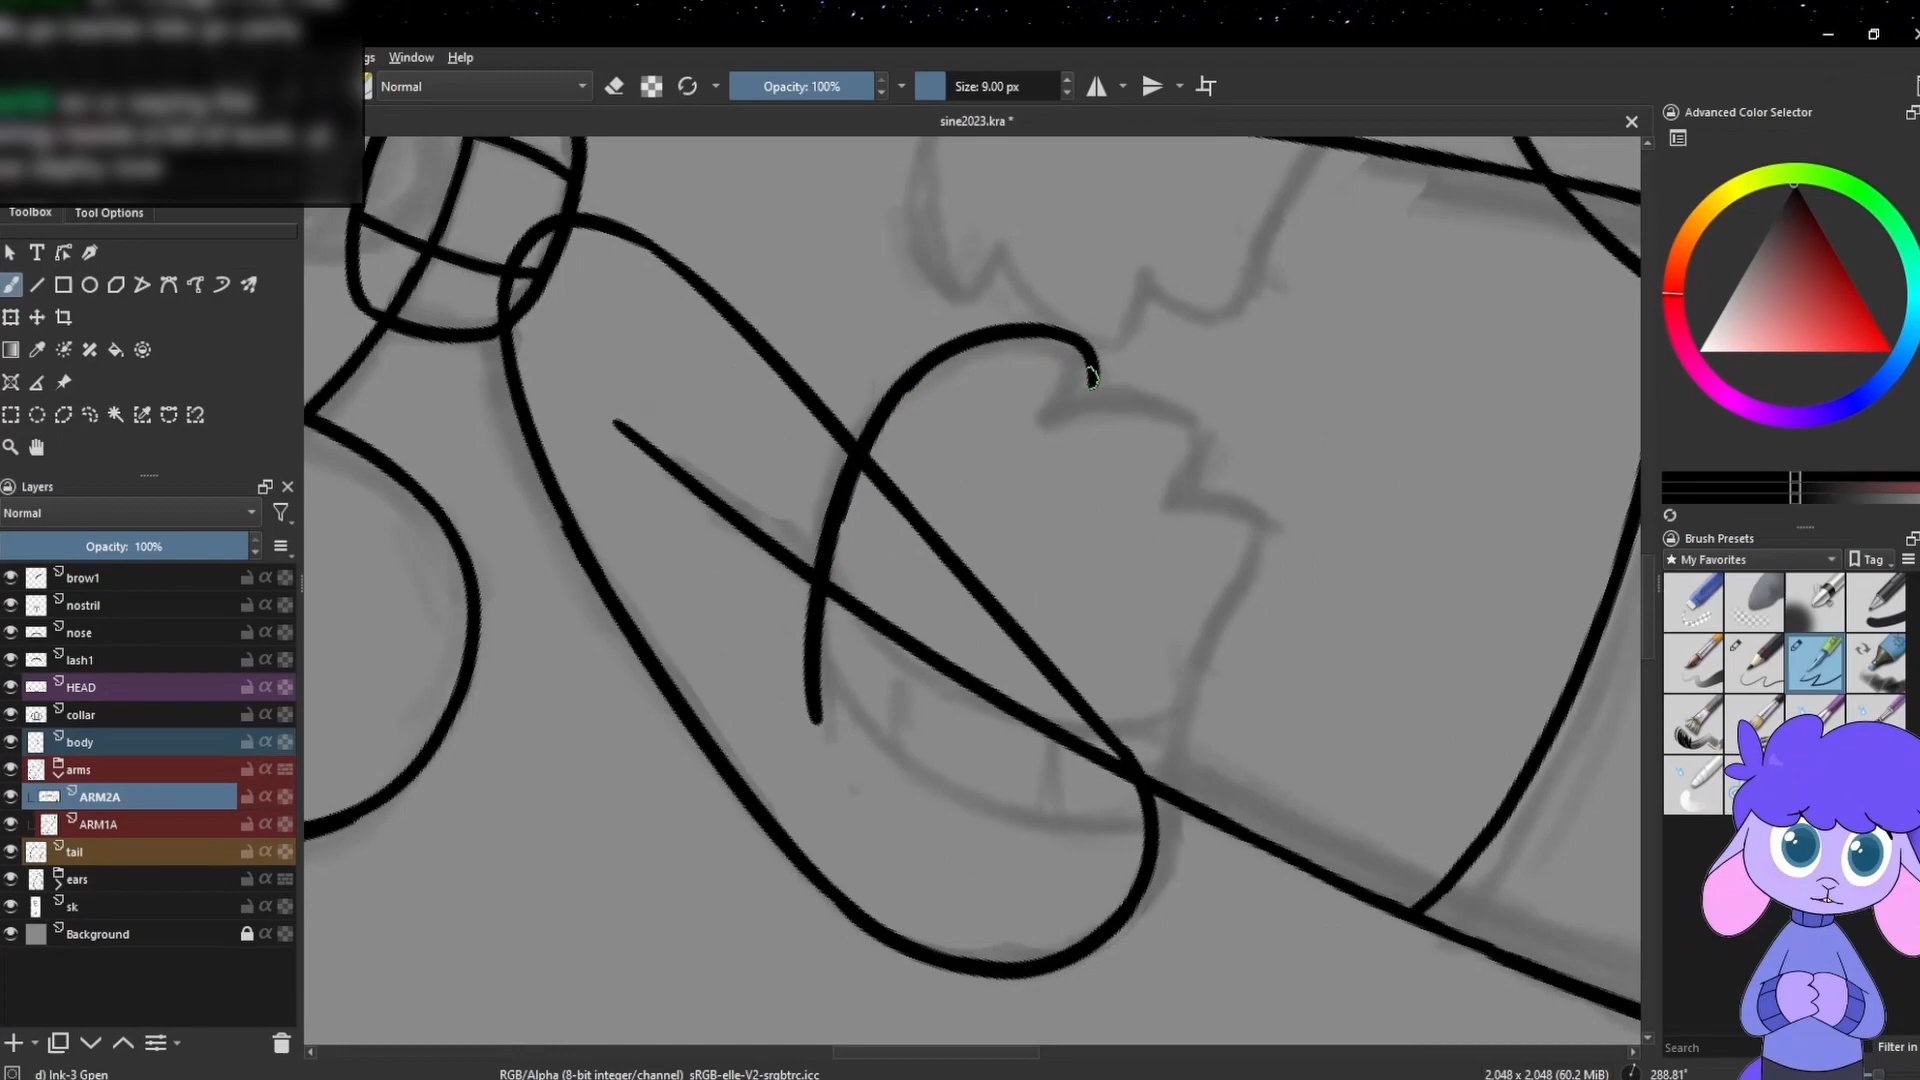 gs Window Help
Normal
Opacity: 100%
Size: 9.00 px
sine2023.kra *
Advanced Color Selector
Toolbox Tool Options
Layers
Normal
Opacity: 100%
brow1
nostril
nose
lash1
HEAD
collar
body
arms
ARM2A
ARM1A
tail
ears
sk
Background
Brush Presets
My Favorites
Tag
Search
Filter in
d) Ink-3 Gpen
RGB/Alpha (8-bit integer/channel) sRGB-elle-V2-srgbtrc.icc
2,048 x 2,048 (60.2 MiB)
288.81°